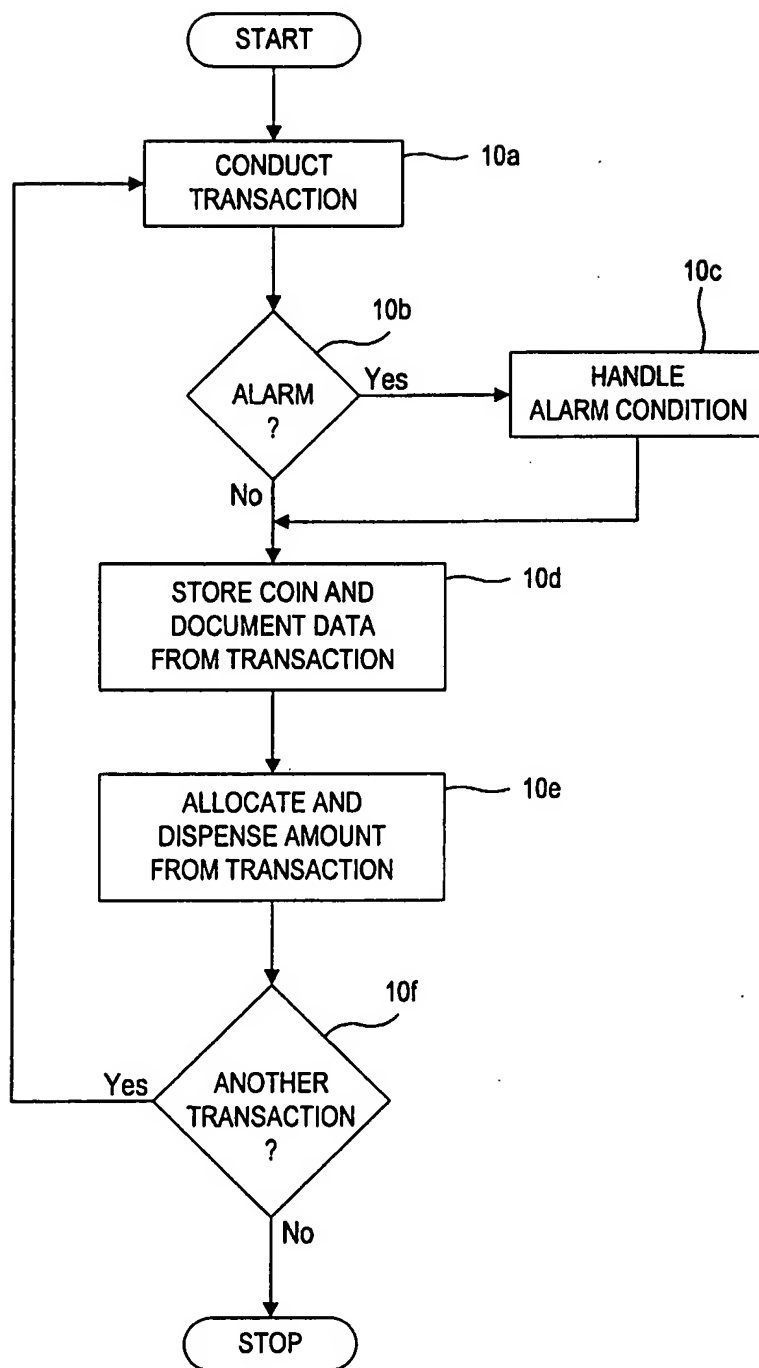 START
CONDUCT
TRANSACTION
10a
10b
ALARM
?
Yes
10c
HANDLE
ALARM CONDITION
No
STORE COIN AND
DOCUMENT DATA
FROM TRANSACTION
10d
ALLOCATE AND
DISPENSE AMOUNT
FROM TRANSACTION
10e
10f
Yes
ANOTHER
TRANSACTION
?
No
STOP